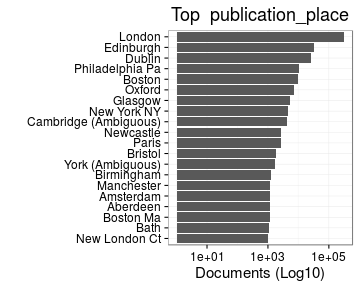 Top publication_place
London
Edinburgh
Dublin
Philadelphia Pa
Boston
Oxford
Glasgow
New York NY
Cambridge (Ambiguous)
Newcastle
Paris
Bristol
York (Ambiguous)
Birmingham
Manchester
Amsterdam
Aberdeen
Boston Ma
Bath
New London Ct
1e+01 1e+03 1e+05
Documents (Log10)